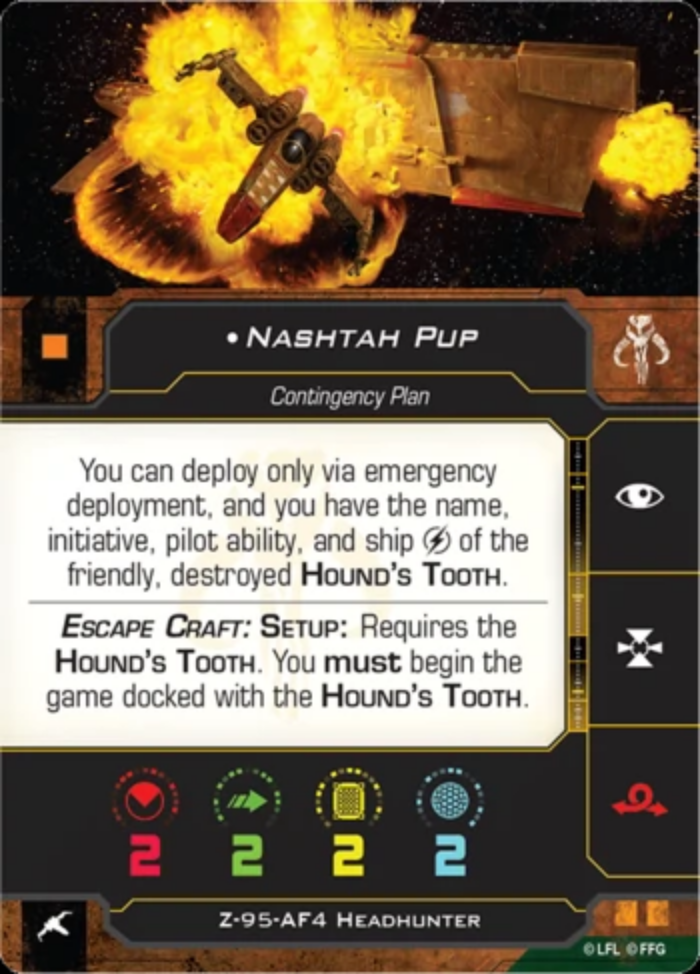 • Nashtah Pup
Contingency Plan
You can deploy only via emergency
deployment, and you have the name,
initiative, pilot ability, and ship of the
friendly, destroyed Hound's Tooth.
Escape Craft: Setup: Requires the
Hound's Tooth. You must begin the
game docked with the Hound's Tooth.
2 2 2 2
Z-95-AF4 Headhunter
©LFL ©FFG